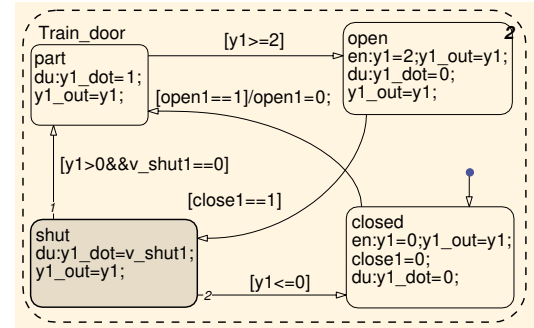 Train_door
2
part
du:y1_dot=1;
y1_out=y1;
[y1>=2]
open
en:y1=2;y1_out=y1;
du:y1_dot=0;
y1_out=y1;
[open1==1]/open1=0;
[y1>0&&v_shut1==0]
[close1==1]
1
shut
du:y1_dot=v_shut1;
y1_out=y1;
2
[y1<=0]
closed
en:y1=0;y1_out=y1;
close1=0;
du:y1_dot=0;